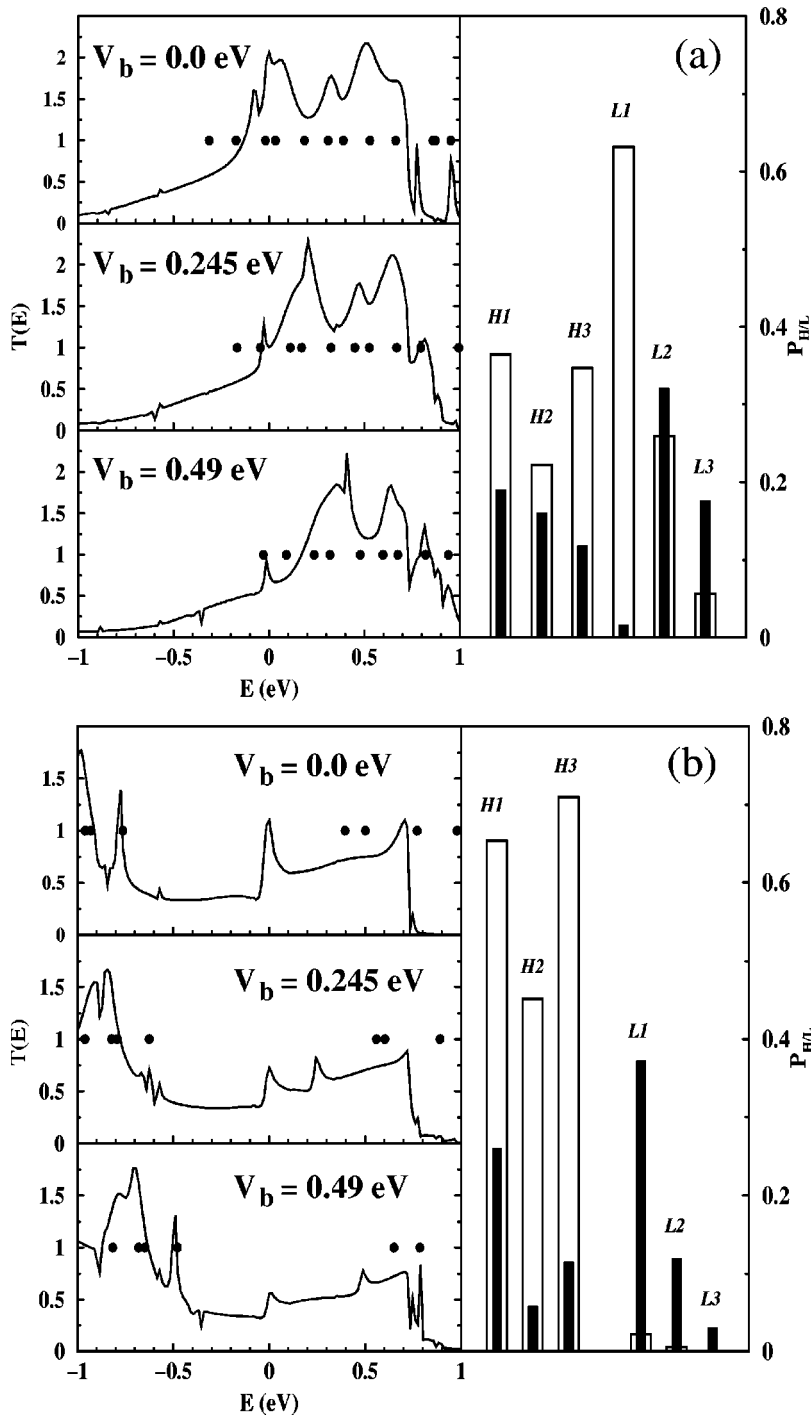 (a)
V_b = 0.0 eV
2
1.5
1
0.5
0
V_b = 0.245 eV
2
1.5
1
0.5
0
V_b = 0.49 eV
2
1.5
1
0.5
0
T(E)
−1
−0.5
0
0.5
1
E (eV)
H1
H2
H3
L1
L2
L3
0.8
0.6
0.4
0.2
0
P_H/L
(b)
V_b = 0.0 eV
1.5
1
0.5
0
V_b = 0.245 eV
1.5
1
0.5
0
V_b = 0.49 eV
1.5
1
0.5
0
T(E)
−1
−0.5
0
0.5
1
E (eV)
H1
H2
H3
L1
L2
L3
0.8
0.6
0.4
0.2
0
P_H/L